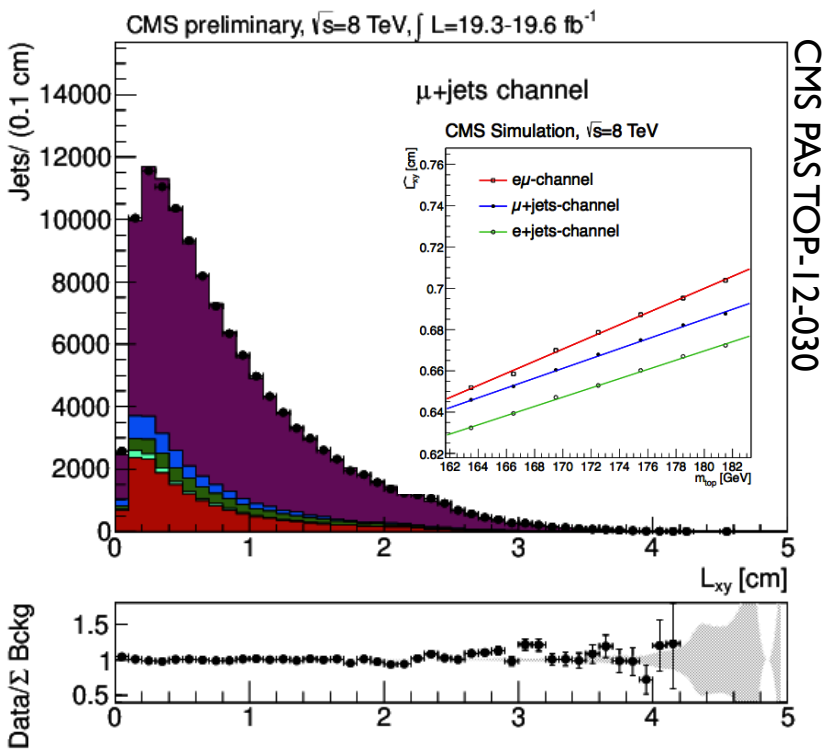 CMS preliminary, √s=8 TeV, ∫ L=19.3-19.6 fb⁻¹
CMS PAS TOP-12-030
Jets/ (0.1 cm)
μ+jets channel
14000
12000
10000
8000
6000
4000
2000
0
CMS Simulation, √s=8 TeV
L̂xy [cm]
0.76
0.74
0.72
0.7
0.68
0.66
0.64
0.62
eμ-channel
μ+jets-channel
e+jets-channel
162 164 166 168 170 172 174 176 178 180 182
m_top [GeV]
0 1 2 3 4 5
L_xy [cm]
Data/Σ Bckg
1.5
1
0.5
0 1 2 3 4 5